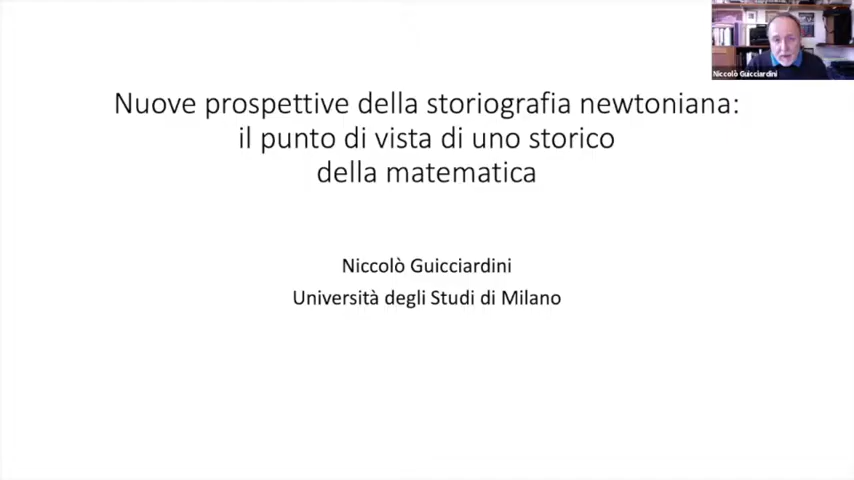 Niccolò Guicciardini
Nuove prospettive della storiografia newtoniana:
il punto di vista di uno storico
della matematica
Niccolò Guicciardini
Università degli Studi di Milano